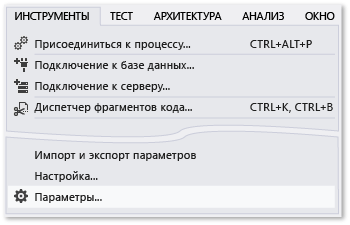 ИНСТРУМЕНТЫ ТЕСТ АРХИТЕКТУРА АНАЛИЗ ОКНО
Присоединиться к процессу... CTRL+ALT+P
Подключение к базе данных...
Подключение к серверу...
Диспетчер фрагментов кода... CTRL+K, CTRL+B
Импорт и экспорт параметров
Настройка...
Параметры...